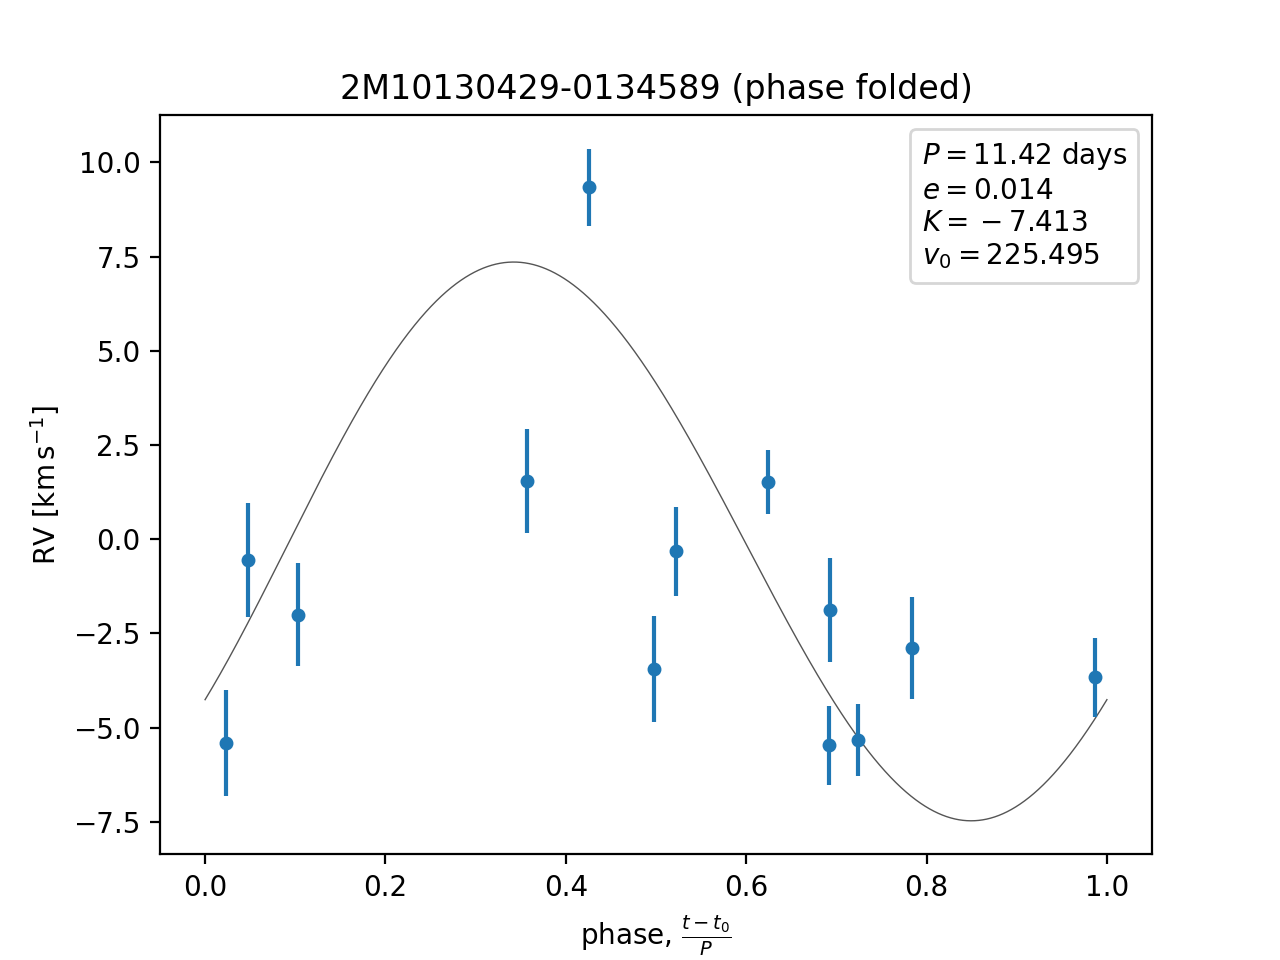 2M10130429-0134589 (phase folded)
P = 11.42 days
e = 0.014
K = −7.413
v₀ = 225.495
RV [km s⁻¹]
10.0
7.5
5.0
2.5
0.0
−2.5
−5.0
−7.5
0.0 0.2 0.4 0.6 0.8 1.0
phase, (t − t₀)/P